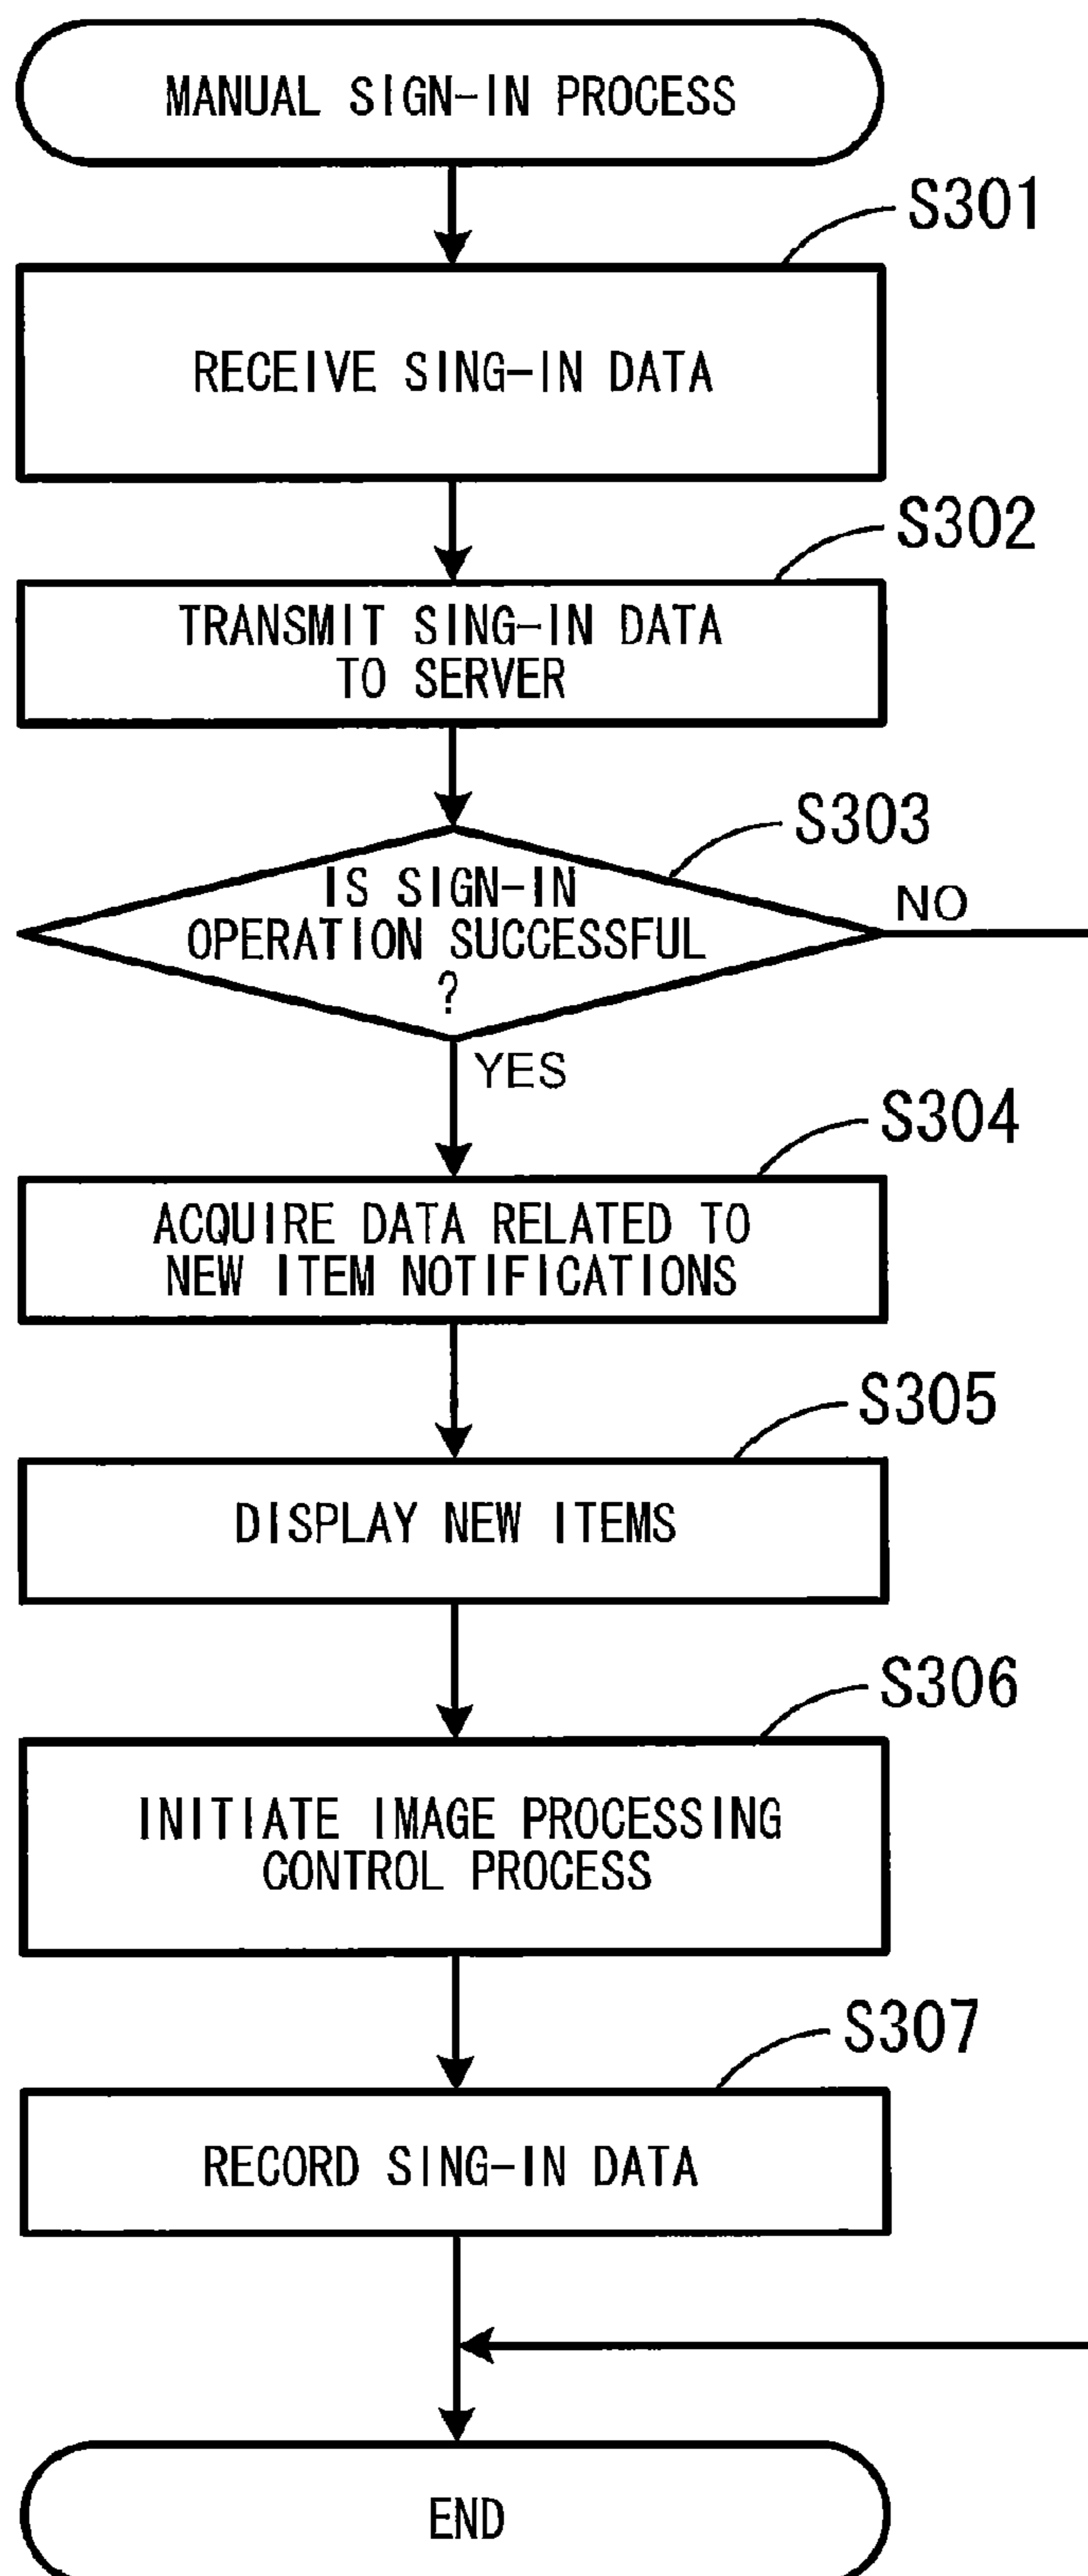 MANUAL SIGN-IN PROCESS
S301
RECEIVE SING-IN DATA
S302
TRANSMIT SING-IN DATA
TO SERVER
S303
IS SIGN-IN
OPERATION SUCCESSFUL
?
NO
YES
S304
ACQUIRE DATA RELATED TO
NEW ITEM NOTIFICATIONS
S305
DISPLAY NEW ITEMS
S306
INITIATE IMAGE PROCESSING
CONTROL PROCESS
S307
RECORD SING-IN DATA
END